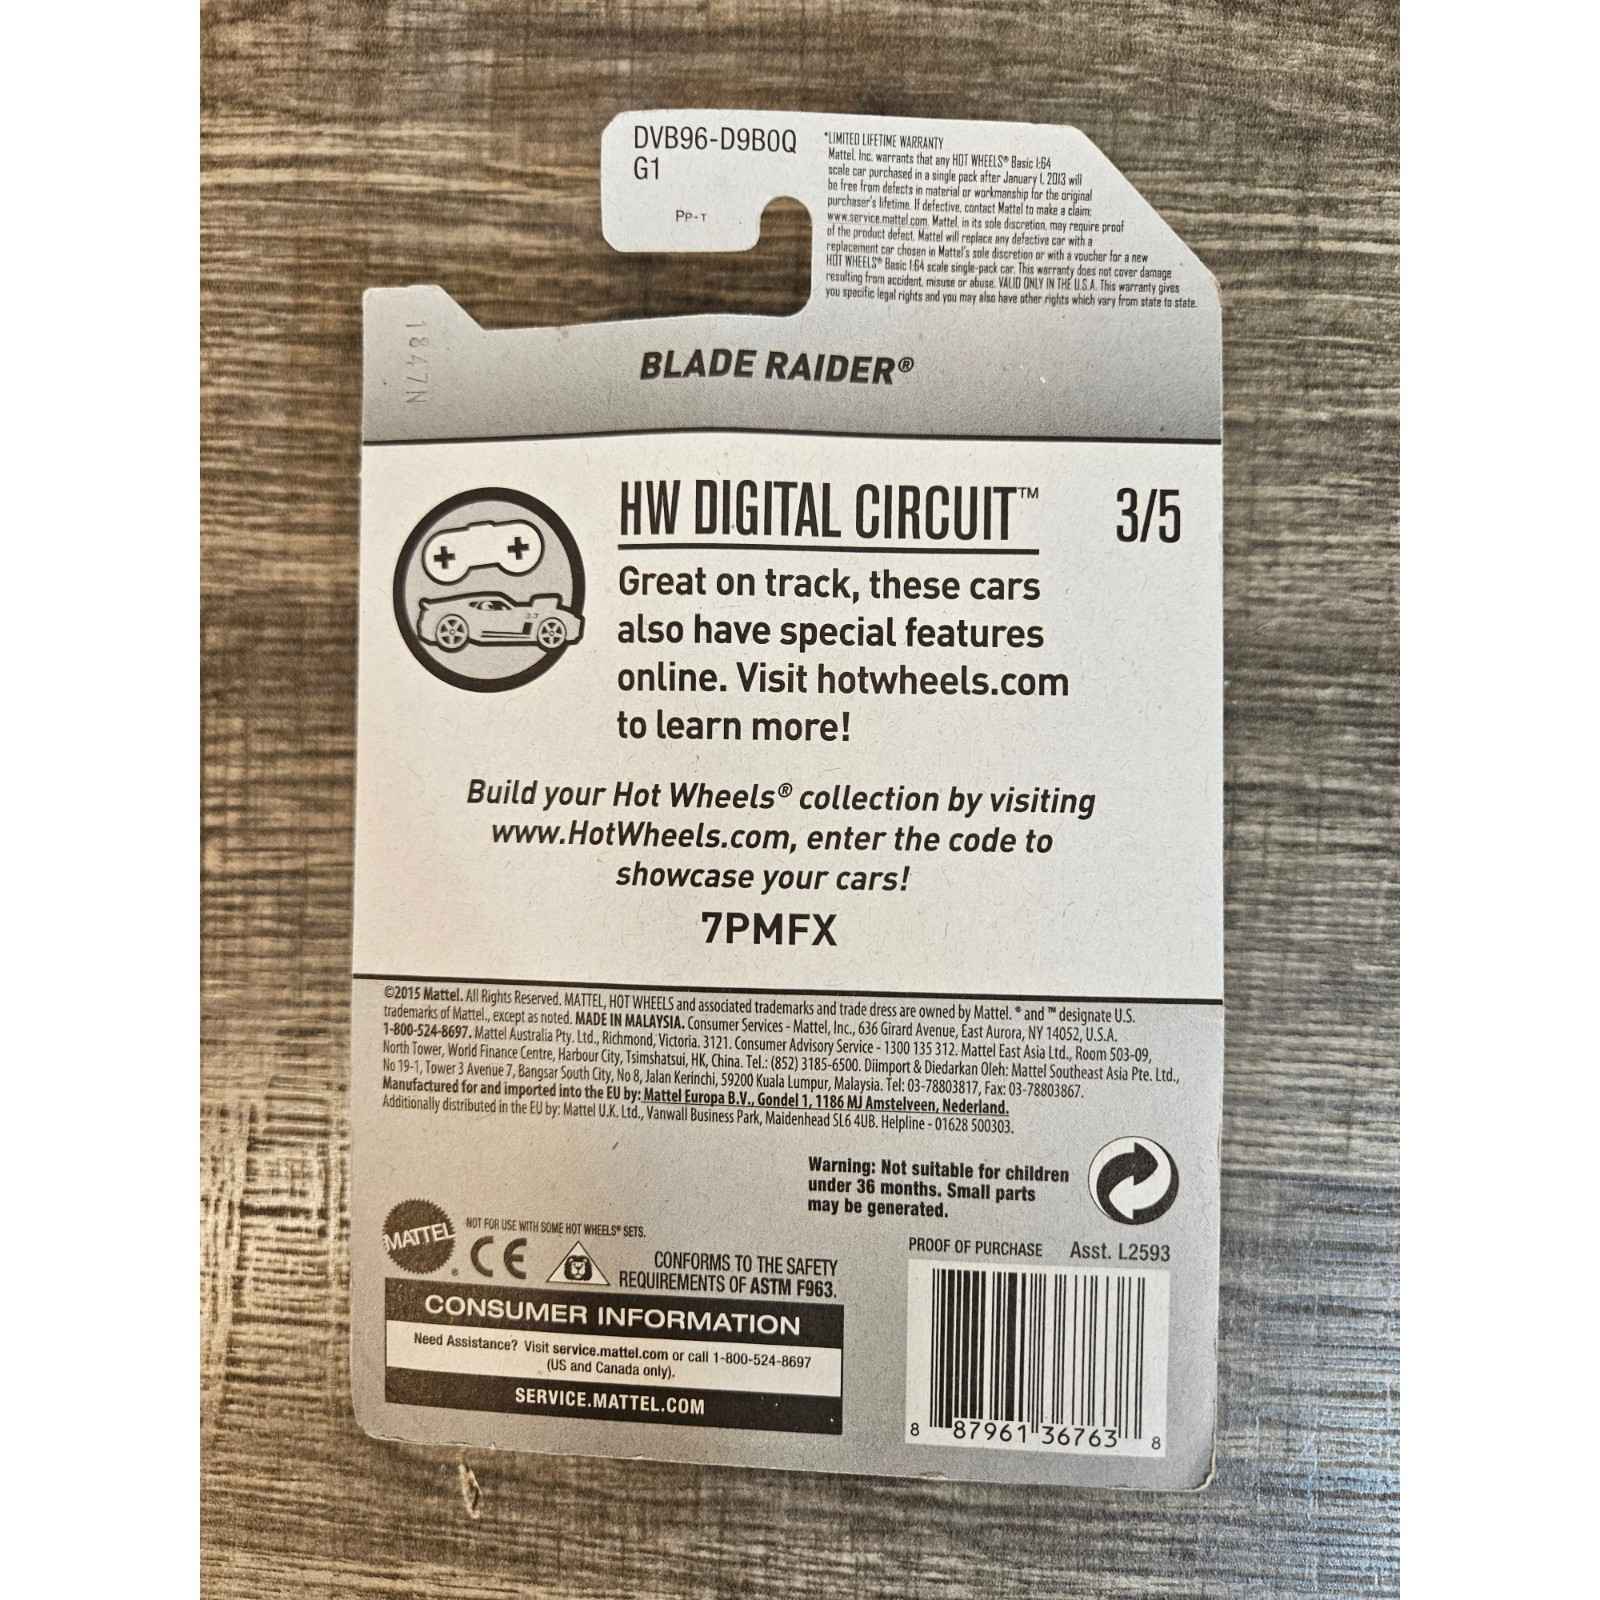 DVB96-D9B0Q
G1
PP-T
*LIMITED LIFETIME WARRANTY
Mattel, Inc. warrants that any HOT WHEELS® Basic 1:64
scale car purchased in a single pack after January 1, 2013 will
be free from defects in material or workmanship for the original
purchaser's lifetime. If defective, contact Mattel to make a claim:
www.service.mattel.com. Mattel, in its sole discretion, may require proof
of the product defect. Mattel will replace any defective car with a
replacement car chosen in Mattel's sole discretion or with a voucher for a new
HOT WHEELS® Basic 1:64 scale single-pack car. This warranty does not cover damage
resulting from accident, misuse or abuse. VALID ONLY IN THE U.S.A. This warranty gives
you specific legal rights and you may also have other rights which vary from state to state.
1847N
BLADE RAIDER®
HW DIGITAL CIRCUIT™ 3/5
Great on track, these cars
also have special features
online. Visit hotwheels.com
to learn more!
Build your Hot Wheels® collection by visiting
www.HotWheels.com, enter the code to
showcase your cars!
7PMFX
©2015 Mattel. All Rights Reserved. MATTEL, HOT WHEELS and associated trademarks and trade dress are owned by Mattel. ® and ™ designate U.S.
trademarks of Mattel., except as noted. MADE IN MALAYSIA. Consumer Services - Mattel, Inc., 636 Girard Avenue, East Aurora, NY 14052, U.S.A.
1-800-524-8697. Mattel Australia Pty. Ltd., Richmond, Victoria. 3121. Consumer Advisory Service - 1300 135 312. Mattel East Asia Ltd., Room 503-09,
North Tower, World Finance Centre, Harbour City, Tsimshatsui, HK, China. Tel.: (852) 3185-6500. Diimport & Diedarkan Oleh: Mattel Southeast Asia Pte. Ltd.,
No 19-1, Tower 3 Avenue 7, Bangsar South City, No 8, Jalan Kerinchi, 59200 Kuala Lumpur, Malaysia. Tel: 03-78803817, Fax: 03-78803867.
Manufactured for and imported into the EU by: Mattel Europa B.V., Gondel 1, 1186 MJ Amstelveen, Nederland.
Additionally distributed in the EU by: Mattel U.K. Ltd., Vanwall Business Park, Maidenhead SL6 4UB. Helpline - 01628 500303.
Warning: Not suitable for children
under 36 months. Small parts
may be generated.
MATTEL®
NOT FOR USE WITH SOME HOT WHEELS® SETS.
CE
CONFORMS TO THE SAFETY
REQUIREMENTS OF ASTM F963.
PROOF OF PURCHASE Asst. L2593
CONSUMER INFORMATION
Need Assistance? Visit service.mattel.com or call 1-800-524-8697
(US and Canada only).
SERVICE.MATTEL.COM
8 87961 36763 8